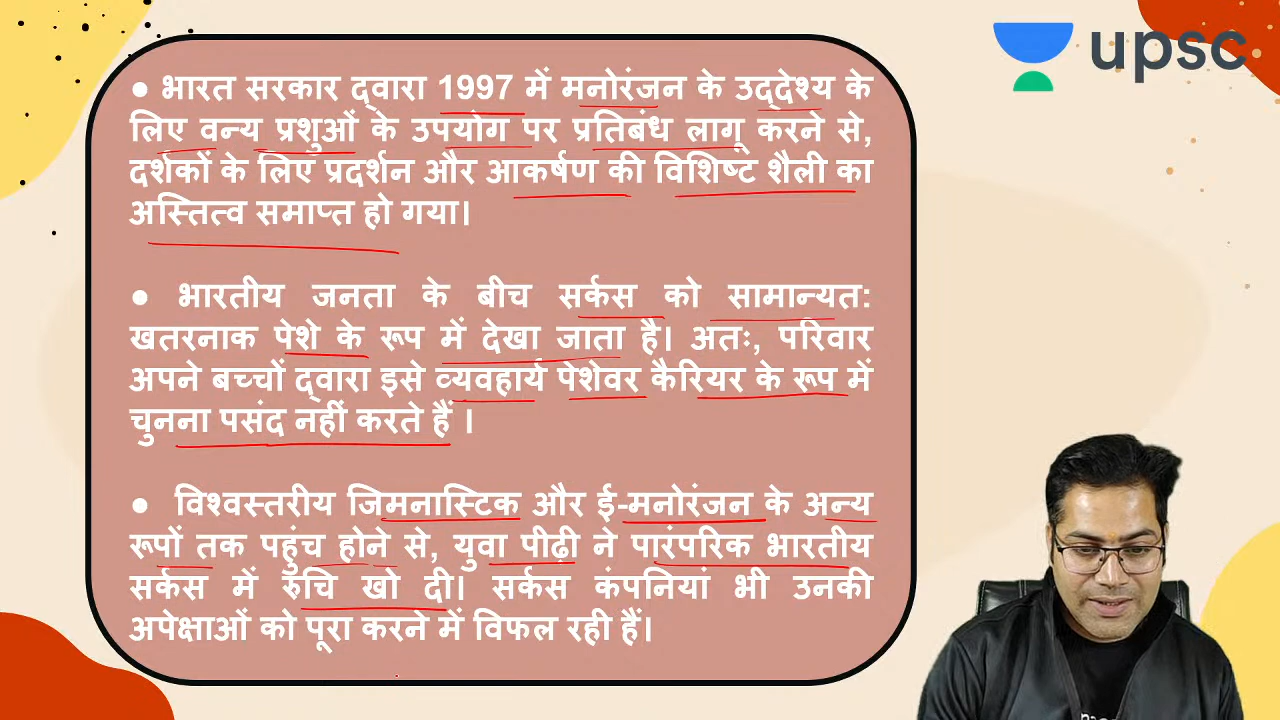 upsc
● भारत सरकार द्वारा 1997 में मनोरंजन के उद्देश्य के
लिए वन्य प्रशुओं के उपयोग पर प्रतिबंध लागू करने से,
दर्शकों के लिए प्रदर्शन और आकर्षण की विशिष्ट शैली का
अस्तित्व समाप्त हो गया।
● भारतीय जनता के बीच सर्कस को सामान्यत:
खतरनाक पेशे के रूप में देखा जाता है। अतः, परिवार
अपने बच्चों द्वारा इसे व्यवहार्य पेशेवर कैरियर के रूप में
चुनना पसंद नहीं करते हैं ।
● विश्वस्तरीय जिमनास्टिक और ई-मनोरंजन के अन्य
रूपों तक पहुंच होने से, युवा पीढ़ी ने पारंपरिक भारतीय
सर्कस में रुचि खो दी। सर्कस कंपनियां भी उनकी
अपेक्षाओं को पूरा करने में विफल रही हैं।